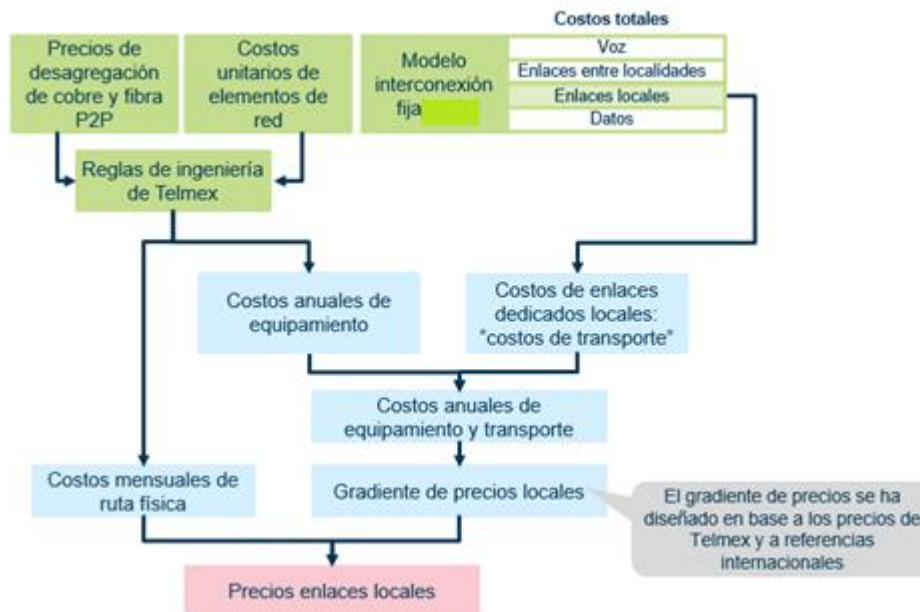 Costos totales
Precios de
desagregación
de cobre y fibra
P2P
Costos
unitarios de
elementos de
red
Modelo
interconexión
fija
Voz
Enlaces entre localidades
Enlaces locales
Datos
Reglas de ingeniería
de Telmex
Costos anuales de
equipamiento
Costos de enlaces
dedicados locales:
"costos de transporte"
Costos anuales de
equipamiento y transporte
Costos mensuales de
ruta física
Gradiente de precios locales
El gradiente de precios se ha
diseñado en base a los precios de
Telmex y a referencias
internacionales
Precios enlaces locales